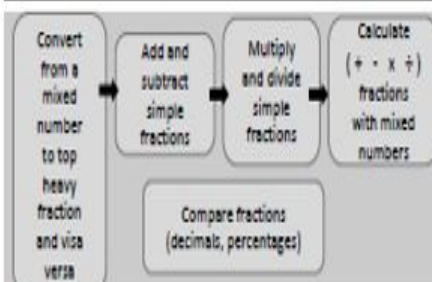 Convert
from a
mixed
number
to top
heavy
fraction
and visa
versa
Add and
subtract
simple
fractions
Multiply
and divide
simple
fractions
Calculate
(+ - x ÷)
fractions
with mixed
numbers
Compare fractions
(decimals, percentages)